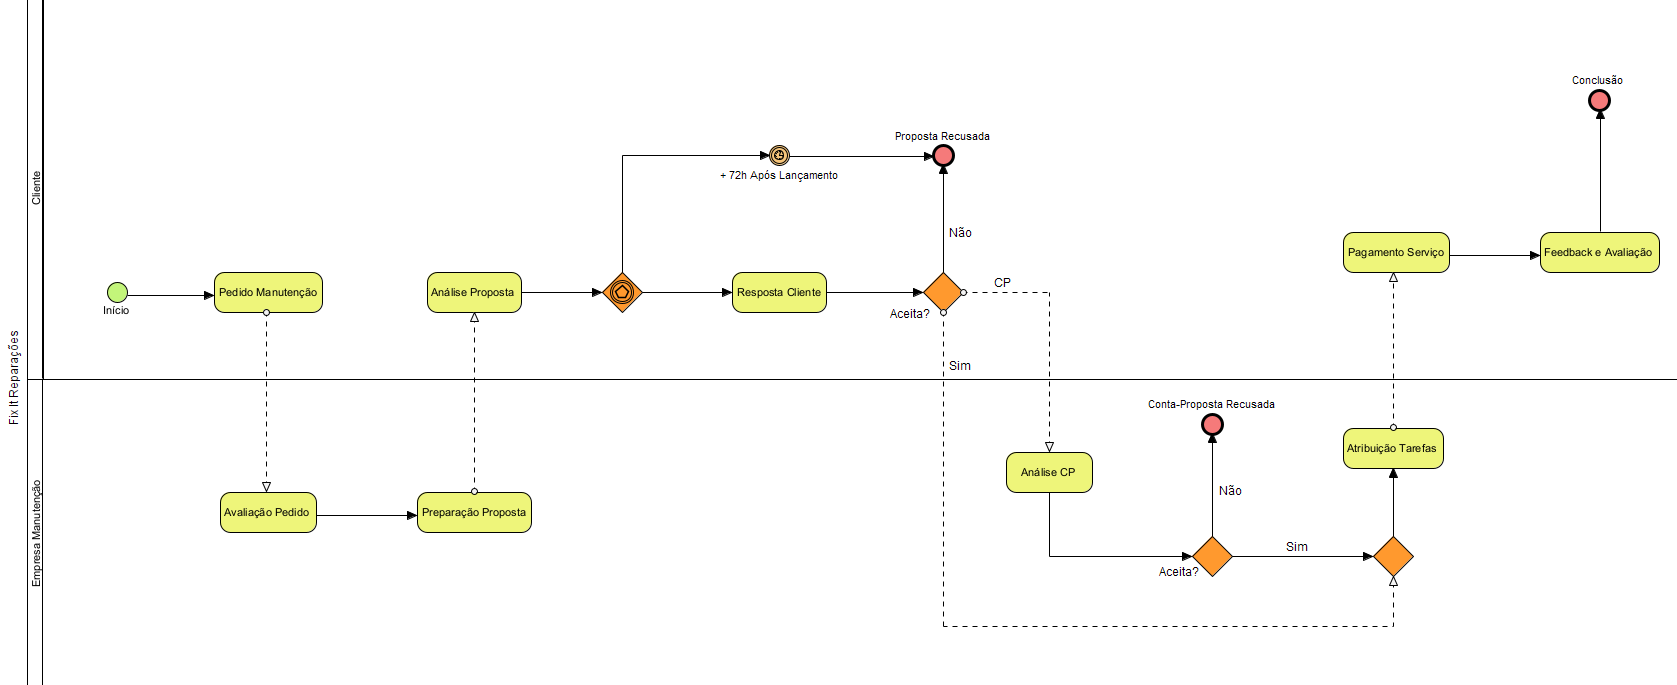 Fix It Reparações
Cliente
Início
Pedido Manutenção
Análise Proposta
+ 72h Após Lançamento
Resposta Cliente
Proposta Recusada
Não
Aceita?
CP
Sim
Pagamento Serviço
Feedback e Avaliação
Conclusão
Empresa Manutenção
Avaliação Pedido
Preparação Proposta
Análise CP
Conta-Proposta Recusada
Não
Aceita?
Sim
Atribuição Tarefas